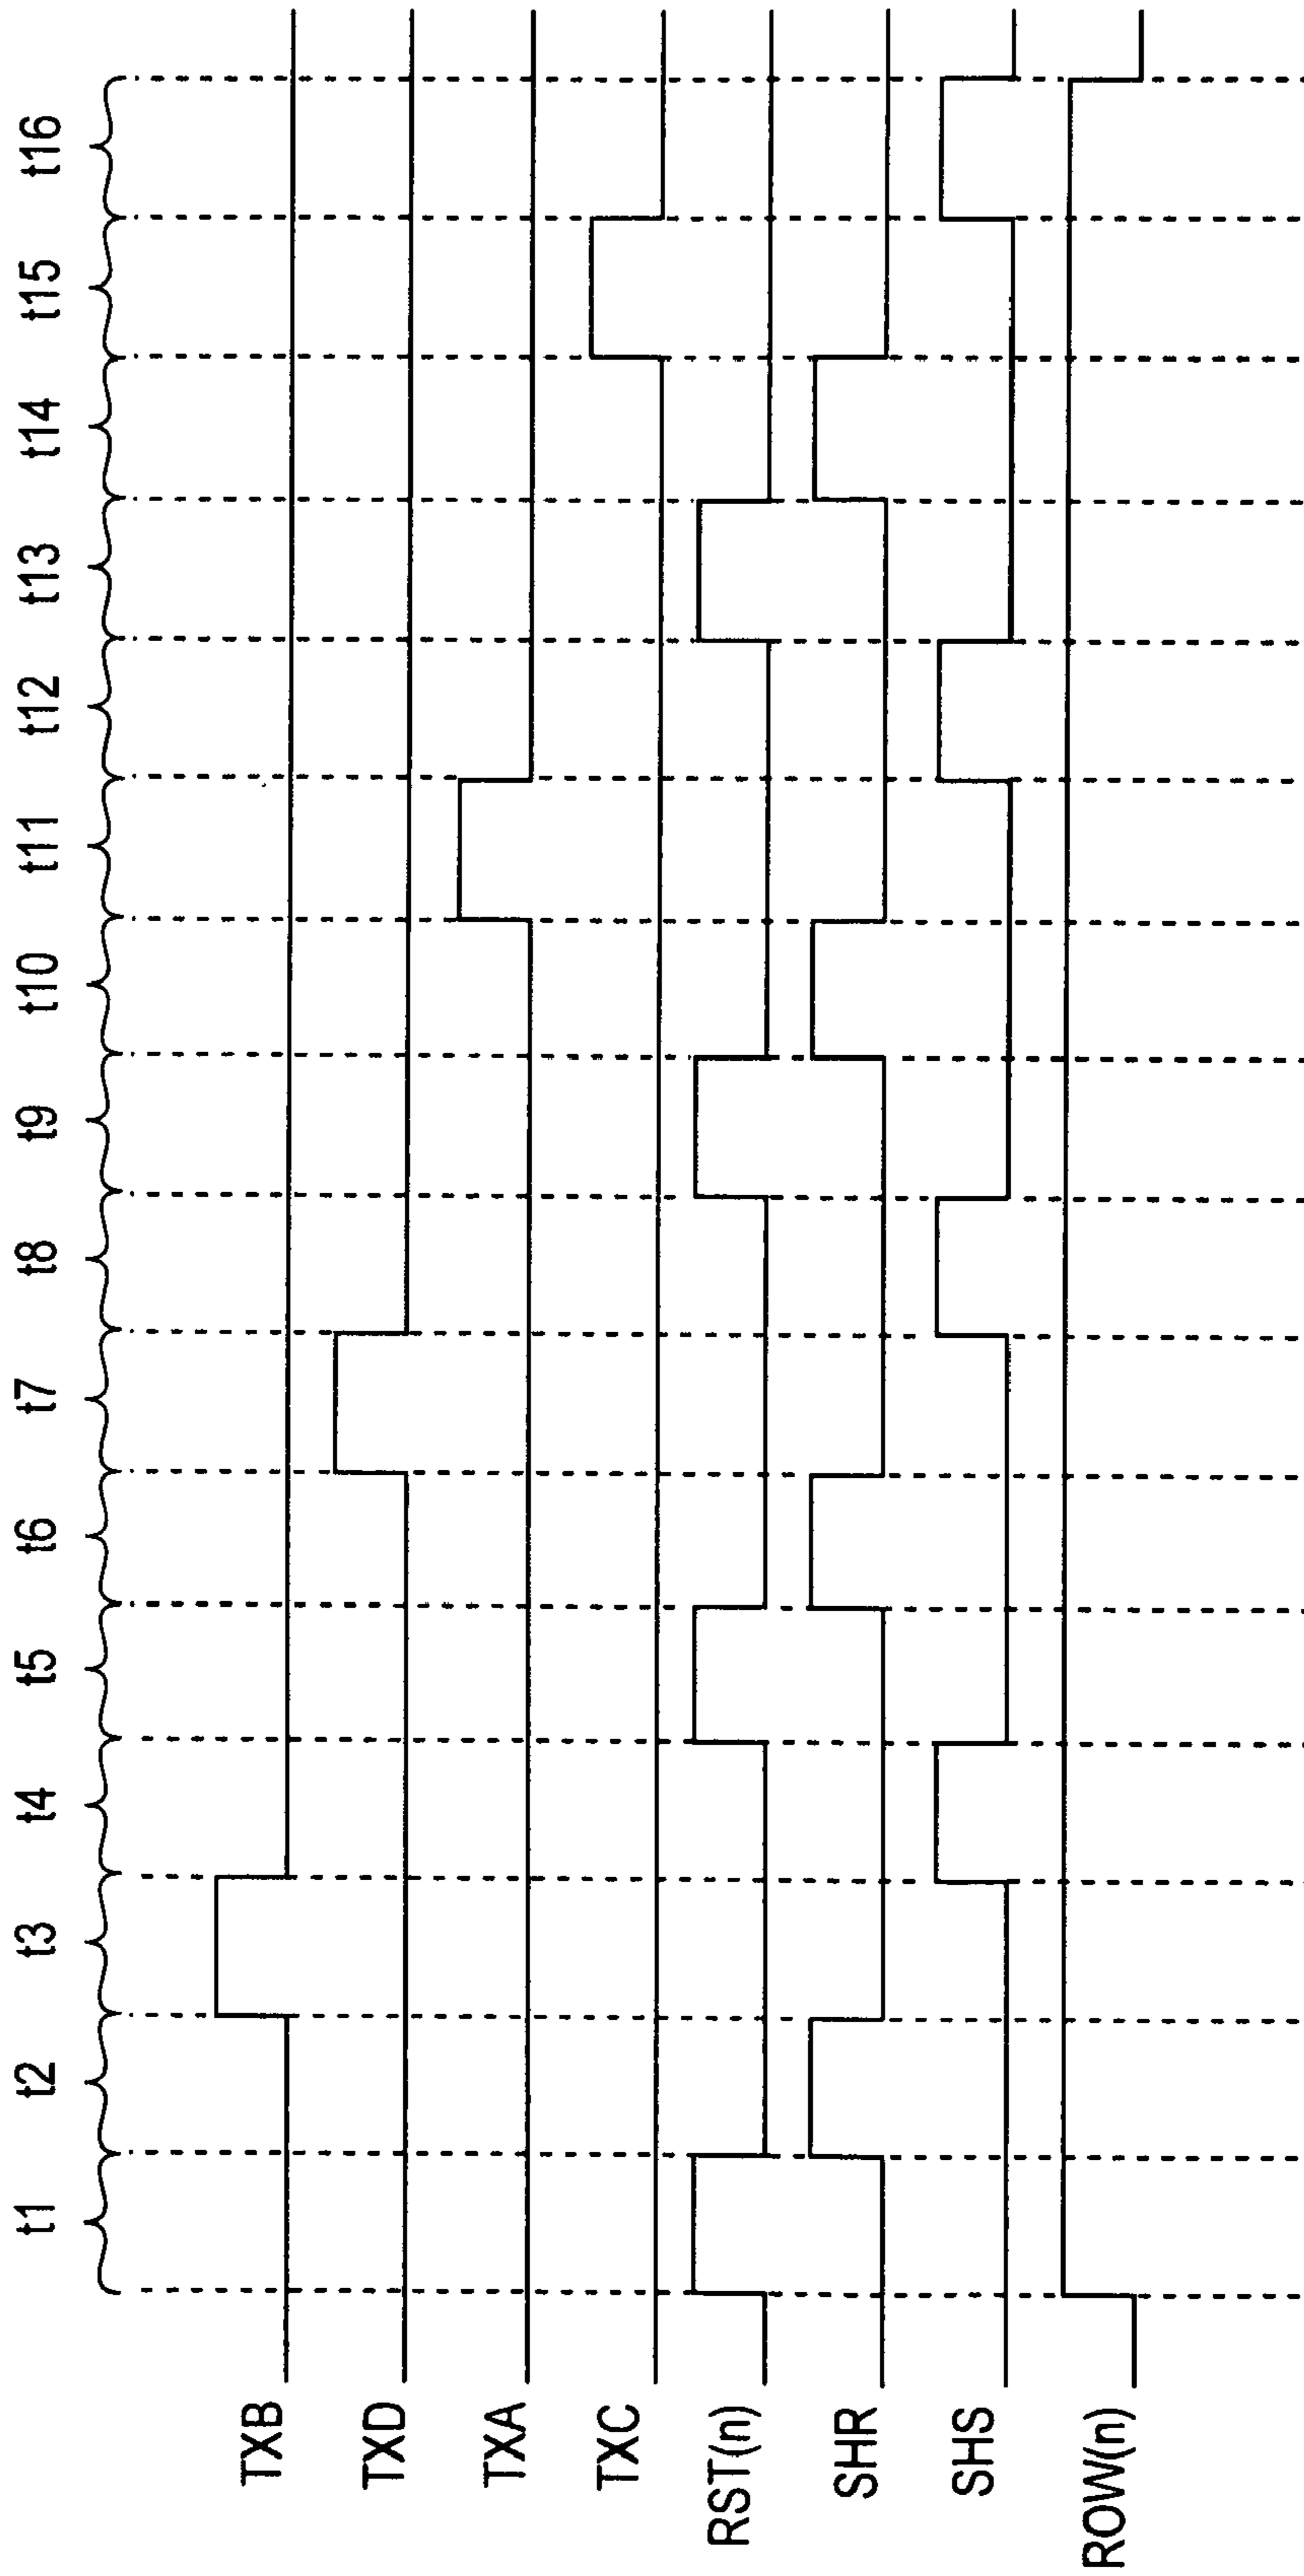 t1
t2
t3
t4
t5
t6
t7
t8
t9
t10
t11
t12
t13
t14
t15
t16
TXB
TXD
TXA
TXC
RST(n)
SHR
SHS
ROW(n)